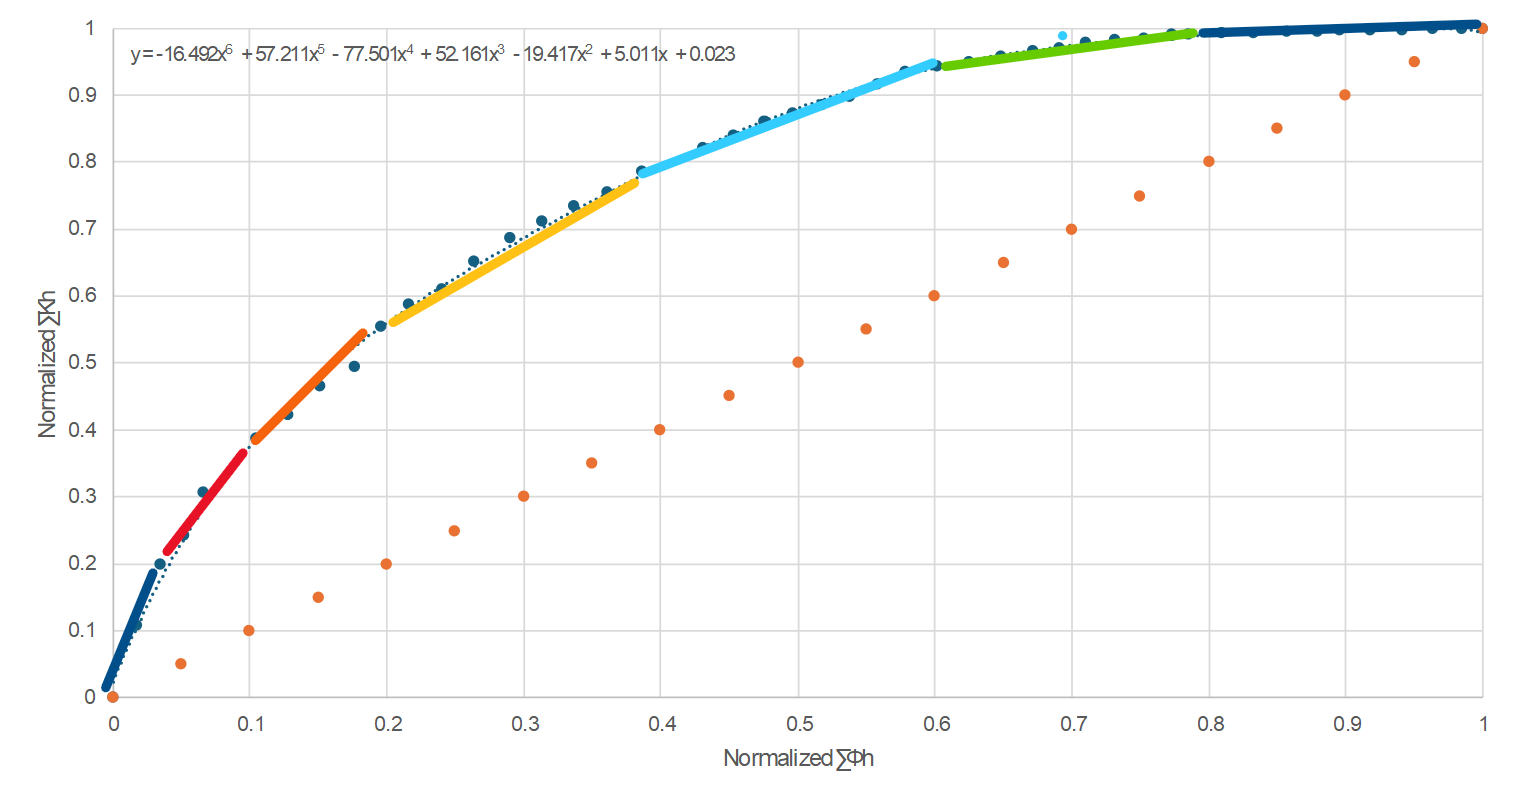 1
y = -16.492x⁶ + 57.211x⁵ - 77.501x⁴ + 52.161x³ - 19.417x² + 5.011x + 0.023
0.9
0.8
0.7
0.6
0.5
0.4
0.3
0.2
0.1
0
Normalized ∑Kh
0 0.1 0.2 0.3 0.4 0.5 0.6 0.7 0.8 0.9 1
Normalized ∑Φh